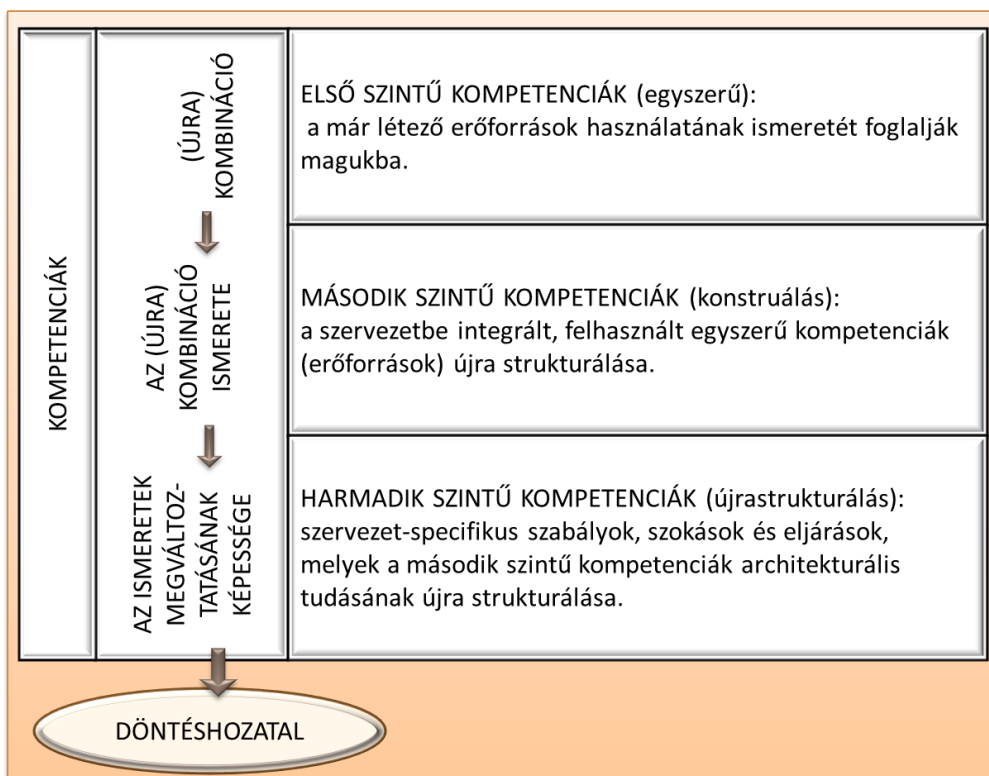 KOMPETENCIÁK
(ÚJRA)
KOMBINÁCIÓ
ELSŐ SZINTŰ KOMPETENCIÁK (egyszerű):
a már létező erőforrások használatának ismeretét foglalják
magukba.
AZ (ÚJRA)
KOMBINÁCIÓ
ISMERETE
MÁSODIK SZINTŰ KOMPETENCIÁK (konstruálás):
a szervezetbe integrált, felhasznált egyszerű kompetenciák
(erőforrások) újra strukturálása.
AZ ISMERETEK
MEGVÁLTOZ-
TATÁSÁNAK
KÉPESSÉGE
HARMADIK SZINTŰ KOMPETENCIÁK (újrastrukturálás):
szervezet-specifikus szabályok, szokások és eljárások,
melyek a második szintű kompetenciák architekturális
tudásának újra strukturálása.
DÖNTÉSHOZATAL